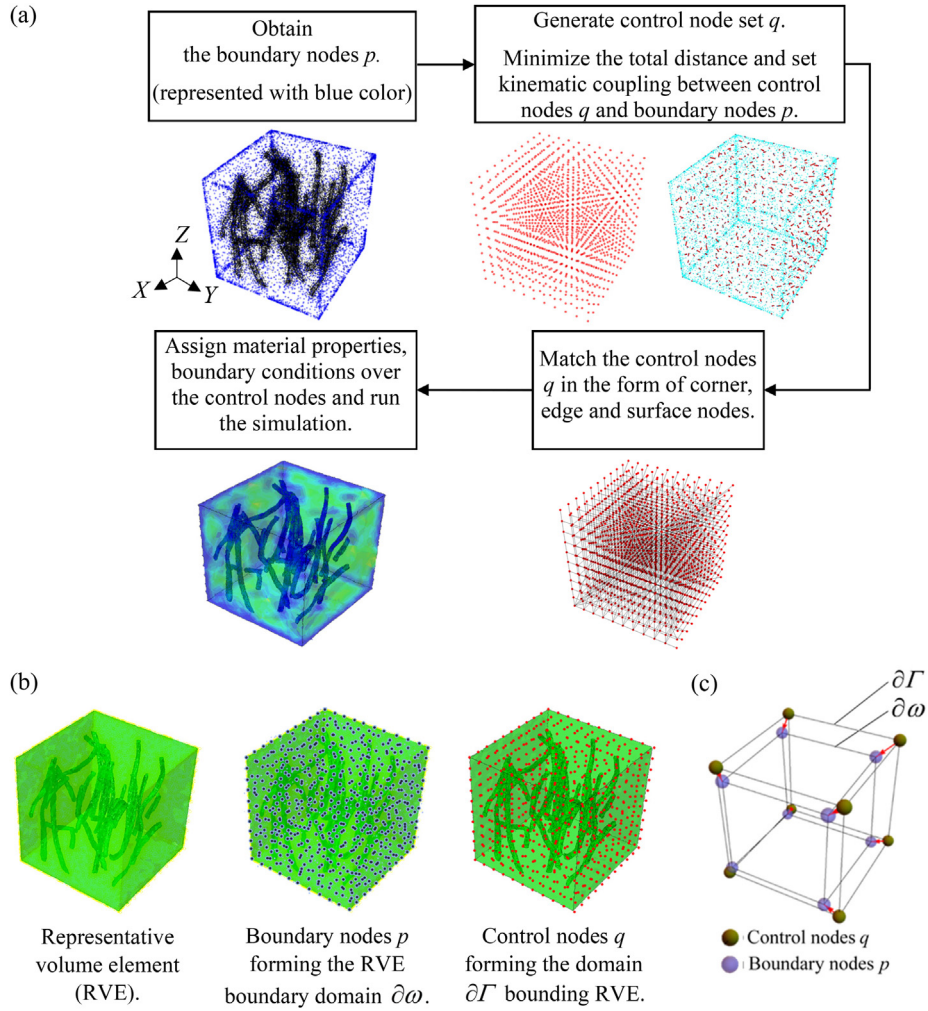 (a)
Obtain
the boundary nodes p.
(represented with blue color)
Generate control node set q.
Minimize the total distance and set
kinematic coupling between control
nodes q and boundary nodes p.
Z
X
Y
Assign material properties,
boundary conditions over
the control nodes and run
the simulation.
Match the control nodes
q in the form of corner,
edge and surface nodes.
(b)
Representative
volume element
(RVE).
Boundary nodes p
forming the RVE
boundary domain ∂ω.
Control nodes q
forming the domain
∂Γ bounding RVE.
(c)
∂Γ
∂ω
Control nodes q
Boundary nodes p